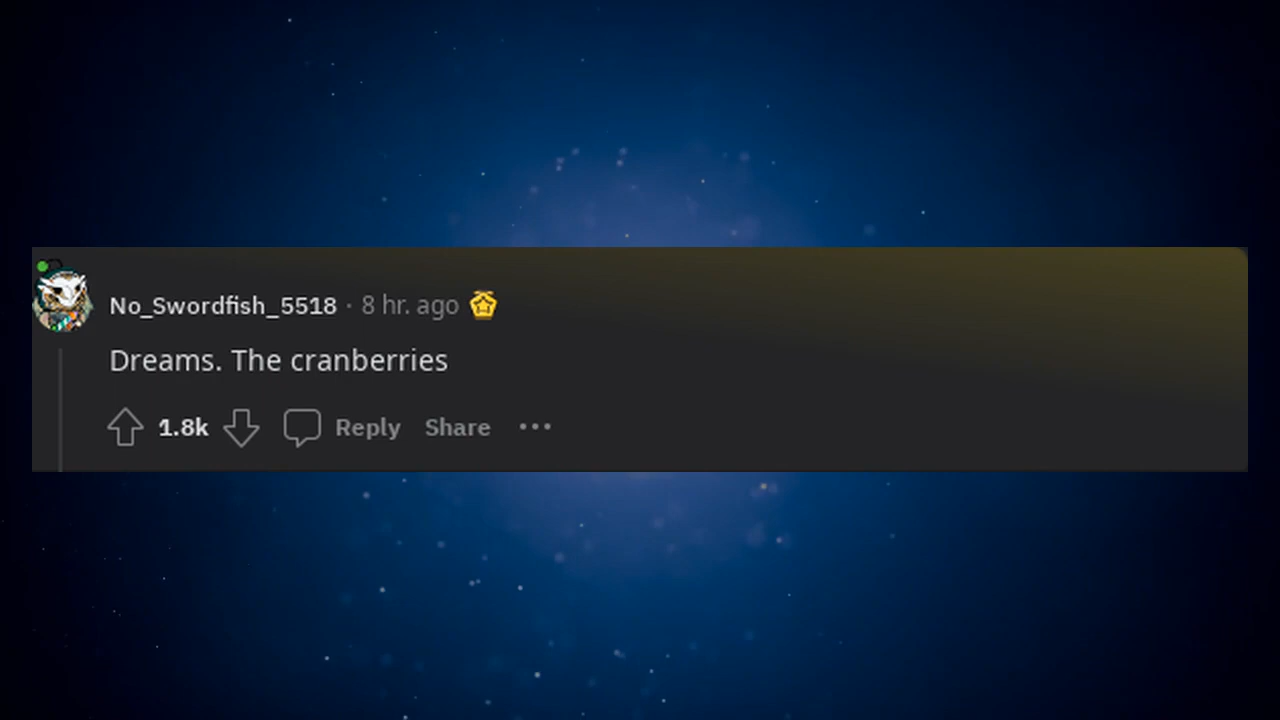 No_Swordfish_5518 · 8 hr. ago
Dreams. The cranberries
1.8k Reply Share ···